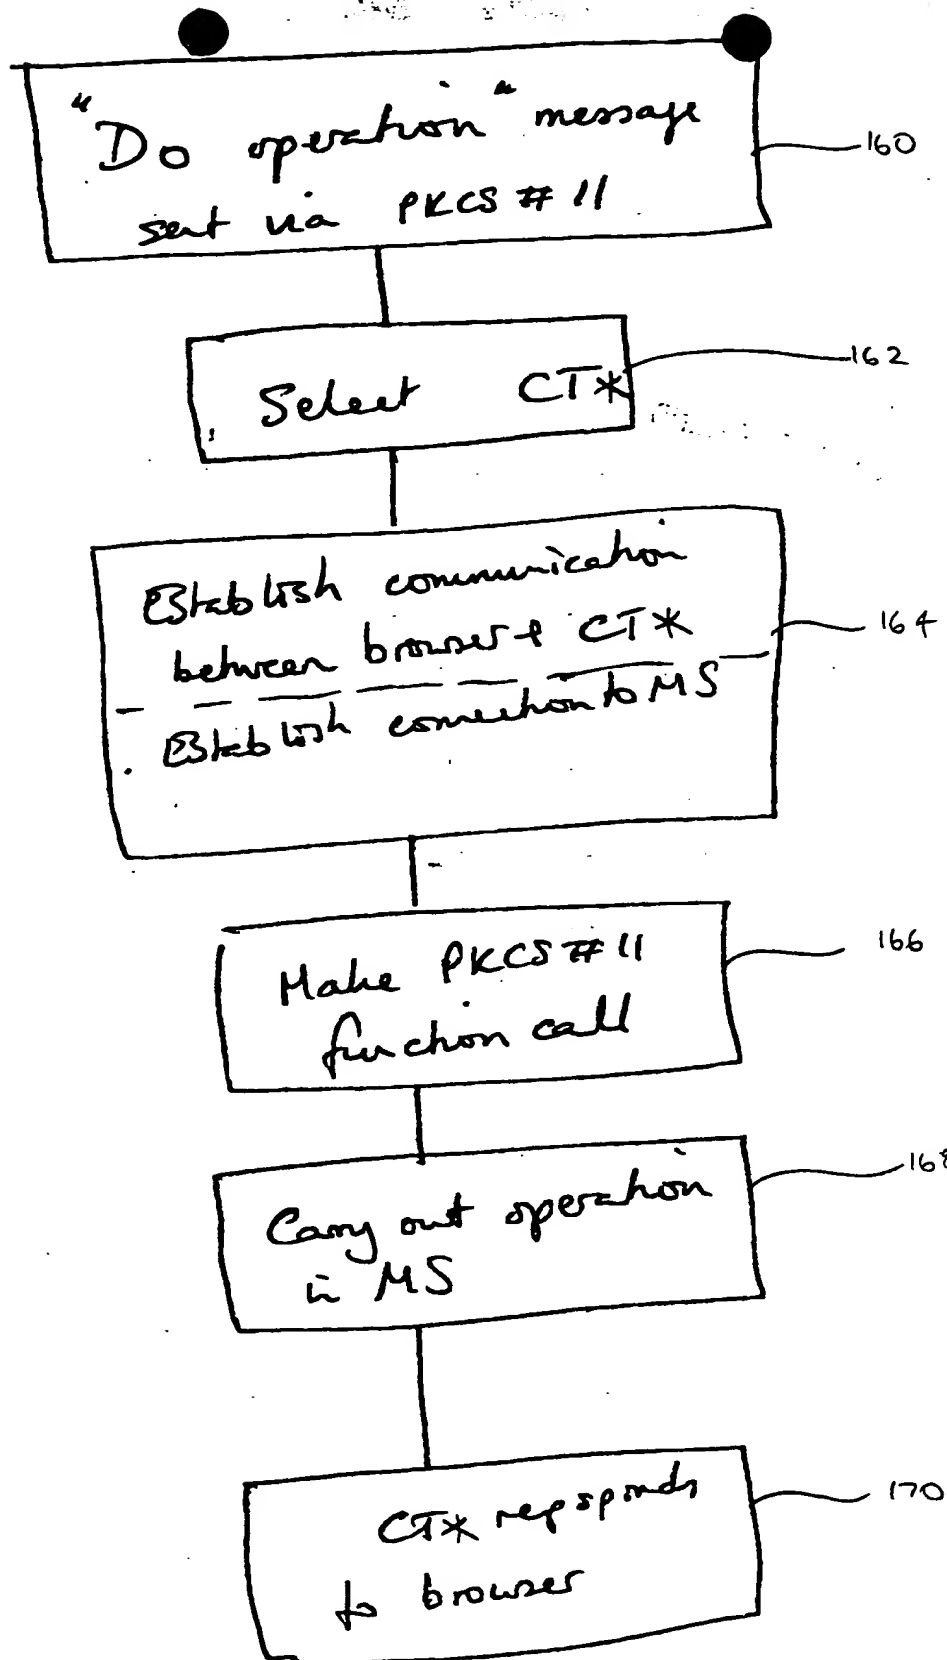 "Do operation" message
sent via PKCS#11
160
Select CT*
162
Establish communication
between browser & CT*
164
Establish connection to MS
Make PKCS#11
function call
166
Carry out operation
in MS
168
CT* responds
to browser
170